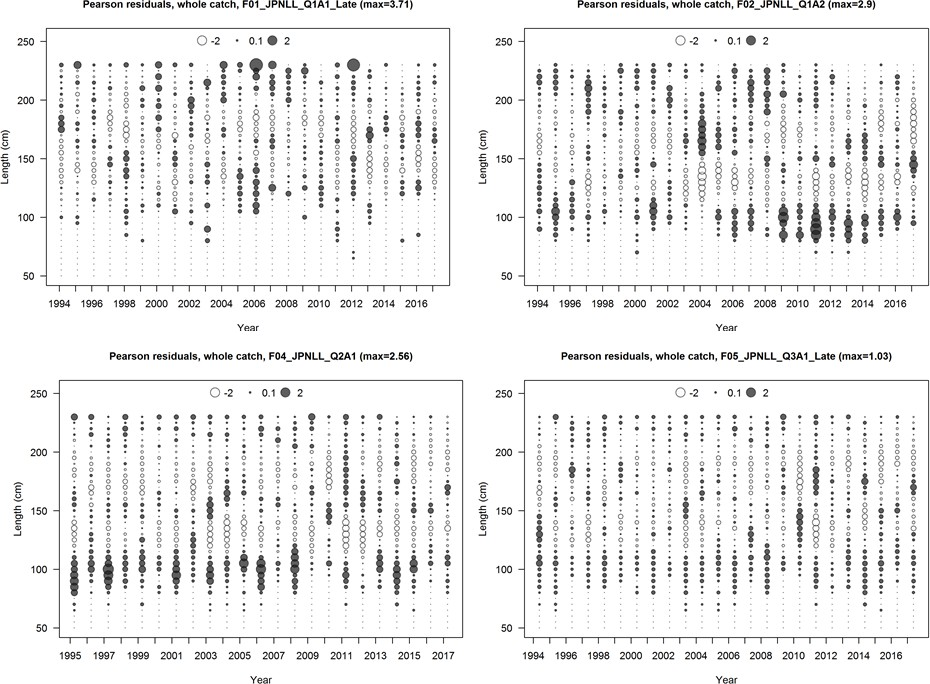 Pearson residuals, whole catch, F01_JPNLL_Q1A1_Late (max=3.71)
-2 0.1 2
250
200
150
100
50
Length (cm)
1994 1996 1998 2000 2002 2004 2006 2008 2010 2012 2014 2016
Year
Pearson residuals, whole catch, F02_JPNLL_Q1A2 (max=2.9)
-2 0.1 2
250
200
150
100
50
Length (cm)
1994 1996 1998 2000 2002 2004 2006 2008 2010 2012 2014 2016
Year
Pearson residuals, whole catch, F04_JPNLL_Q2A1 (max=2.56)
-2 0.1 2
250
200
150
100
50
Length (cm)
1995 1997 1999 2001 2003 2005 2007 2009 2011 2013 2015 2017
Year
Pearson residuals, whole catch, F05_JPNLL_Q3A1_Late (max=1.03)
-2 0.1 2
250
200
150
100
50
Length (cm)
1994 1996 1998 2000 2002 2004 2006 2008 2010 2012 2014 2016
Year